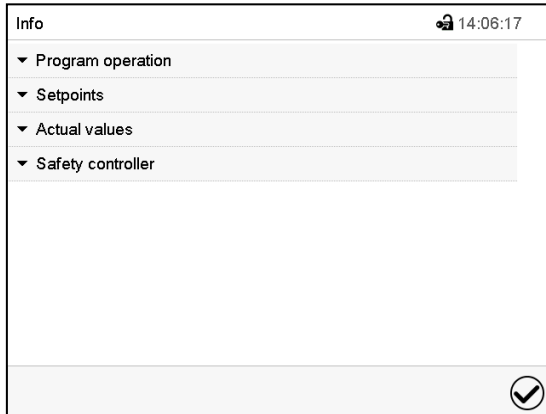 Info 14:06:17
Program operation
Setpoints
Actual values
Safety controller